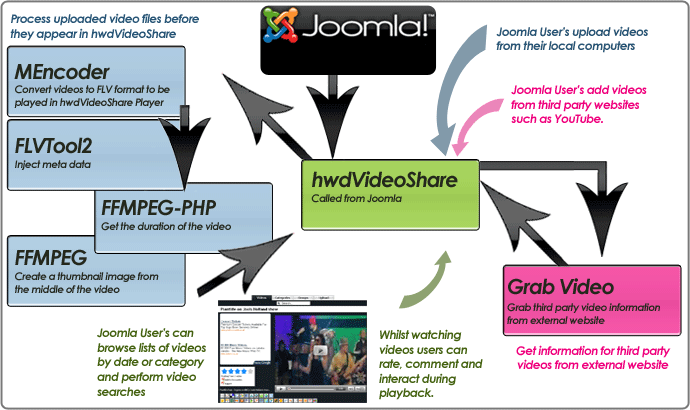 Process uploaded video files before
they appear in hwdVideoShare
Joomla!™
Joomla User's upload videos
from their local computers
MEncoder
Convert videos to FLV format to be
played in hwdVideoShare Player
Joomla User's add videos
from third party websites
such as YouTube.
FLVTool2
Inject meta data
hwdVideoShare
Called from Joomla
FFMPEG-PHP
Get the duration of the video
FFMPEG
Create a thumbnail image from
the middle of the video
Grab Video
Grab third party video information
from external website
Joomla User's can
browse lists of videos
by date or category
and perform video
searches
Whilst watching
videos users can
rate, comment and
interact during
playback.
Get information for third party
videos from external website